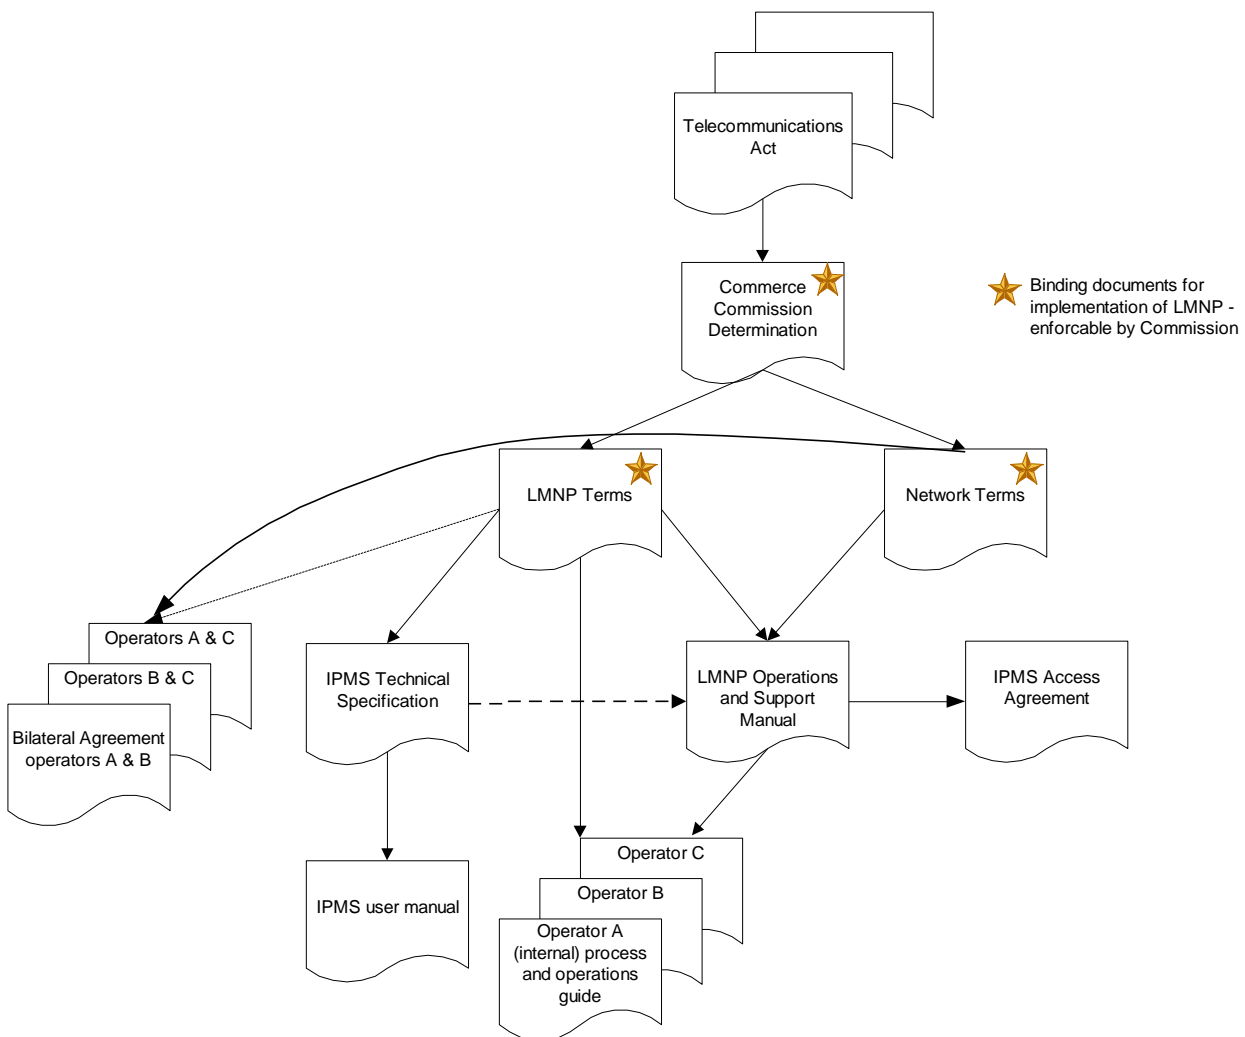 Telecommunications
Act
Commerce
Commission
Determination
Binding documents for
implementation of LMNP -
enforcable by Commission
LMNP Terms
Network Terms
Operators A & C
Operators B & C
Bilateral Agreement
operators A & B
IPMS Technical
Specification
LMNP Operations
and Support
Manual
IPMS Access
Agreement
IPMS user manual
Operator C
Operator B
Operator A
(internal) process
and operations
guide